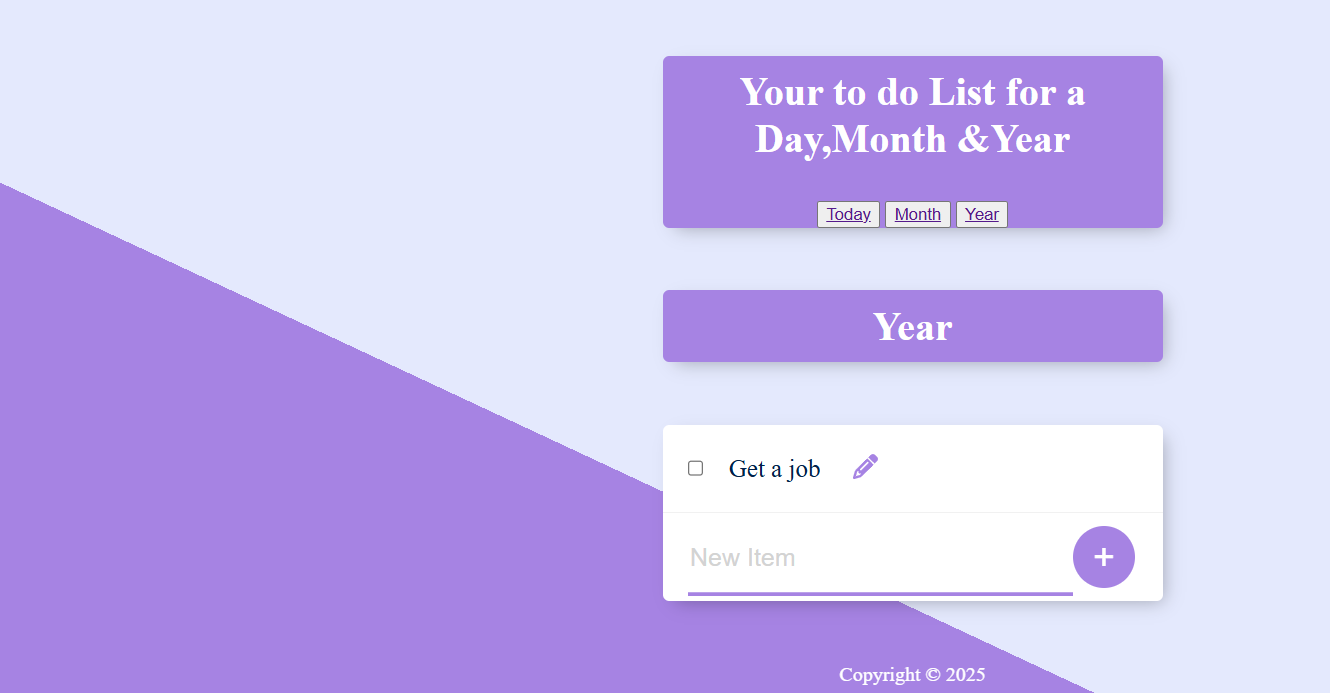 Your to do List for a
Day,Month &Year
Today Month Year
Year
Get a job
New Item
+
Copyright © 2025